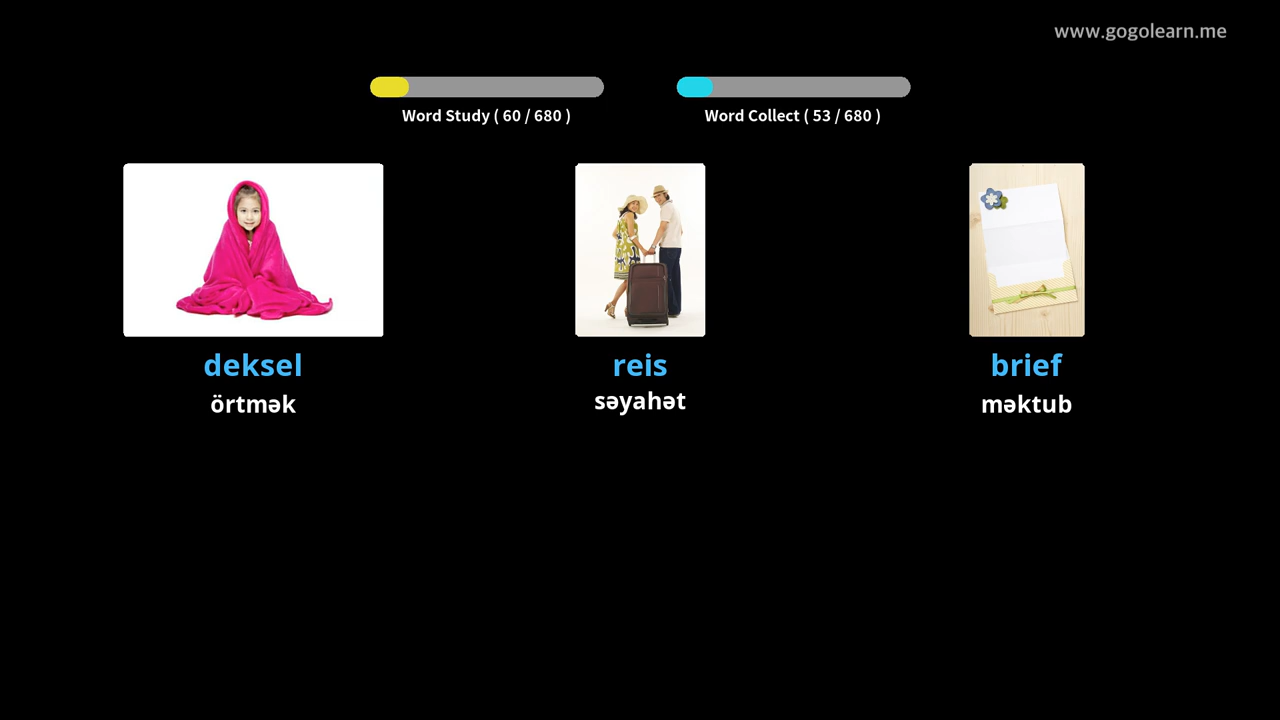 www.gogolearn.me
Word Study ( 60 / 680 )
Word Collect ( 53 / 680 )
deksel
örtmək
reis
səyahət
brief
məktub